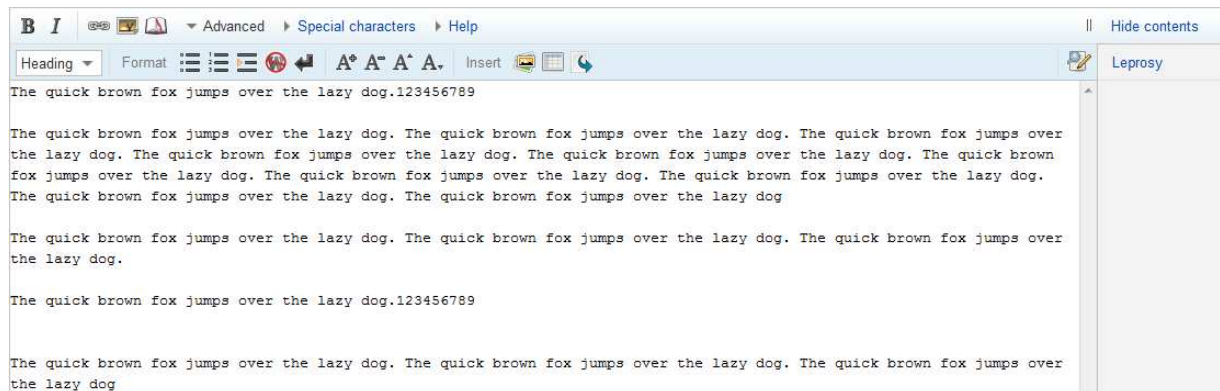 B I Advanced Special characters Help Hide contents
Heading Format A A A A Insert Leprosy
The quick brown fox jumps over the lazy dog.123456789
The quick brown fox jumps over the lazy dog. The quick brown fox jumps over the lazy dog. The quick brown fox jumps over
the lazy dog. The quick brown fox jumps over the lazy dog. The quick brown fox jumps over the lazy dog. The quick brown
fox jumps over the lazy dog. The quick brown fox jumps over the lazy dog. The quick brown fox jumps over the lazy dog.
The quick brown fox jumps over the lazy dog. The quick brown fox jumps over the lazy dog
The quick brown fox jumps over the lazy dog. The quick brown fox jumps over the lazy dog. The quick brown fox jumps over
the lazy dog.
The quick brown fox jumps over the lazy dog.123456789
The quick brown fox jumps over the lazy dog. The quick brown fox jumps over the lazy dog. The quick brown fox jumps over
the lazy dog